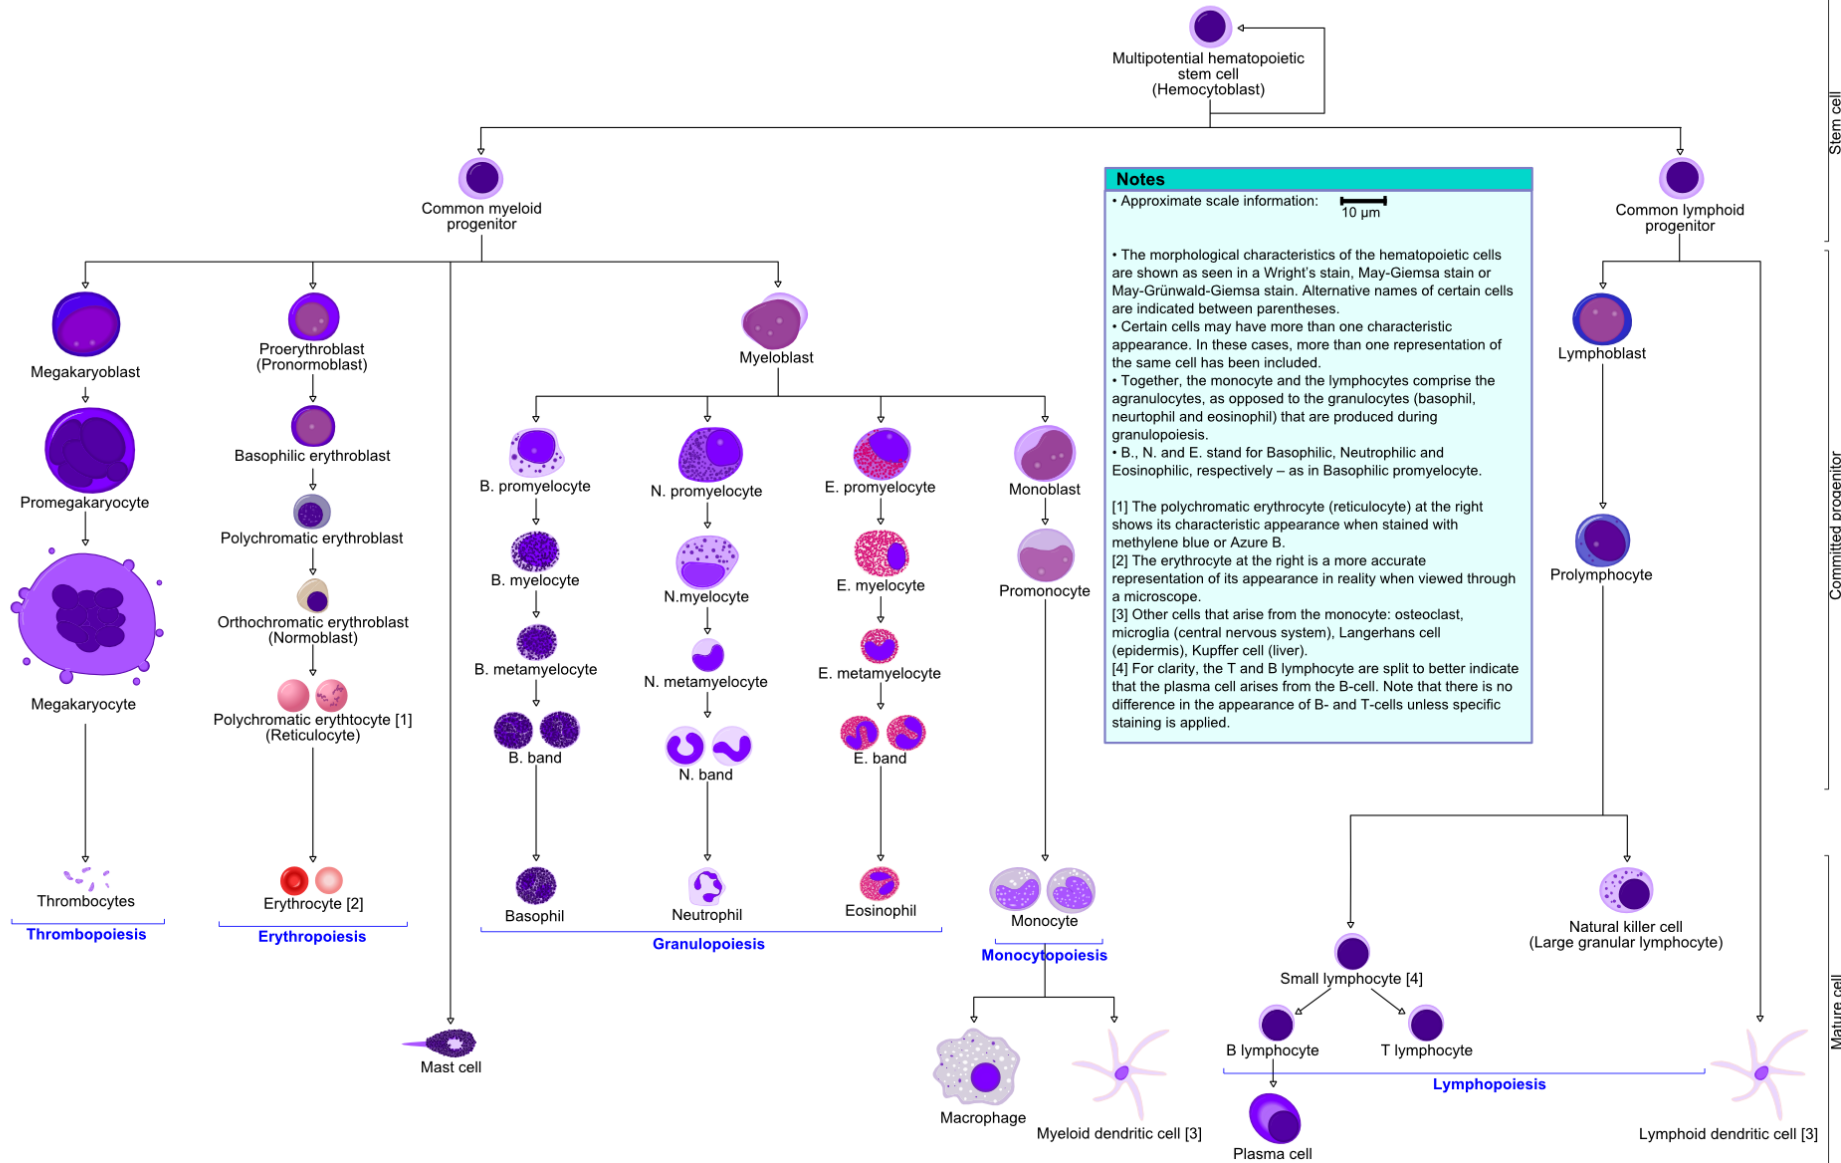 Multipotential hematopoietic
stem cell
(Hemocytoblast)
Stem cell
Common myeloid
progenitor
Common lymphoid
progenitor
Notes
• Approximate scale information:
10 µm
• The morphological characteristics of the hematopoietic cells
are shown as seen in a Wright's stain, May-Giemsa stain or
May-Grünwald-Giemsa stain. Alternative names of certain cells
are indicated between parentheses.
• Certain cells may have more than one characteristic
appearance. In these cases, more than one representation of
the same cell has been included.
• Together, the monocyte and the lymphocytes comprise the
agranulocytes, as opposed to the granulocytes (basophil,
neurtophil and eosinophil) that are produced during
granulopoiesis.
• B., N. and E. stand for Basophilic, Neutrophilic and
Eosinophilic, respectively – as in Basophilic promyelocyte.
[1] The polychromatic erythrocyte (reticulocyte) at the right
shows its characteristic appearance when stained with
methylene blue or Azure B.
[2] The erythrocyte at the right is a more accurate
representation of its appearance in reality when viewed through
a microscope.
[3] Other cells that arise from the monocyte: osteoclast,
microglia (central nervous system), Langerhans cell
(epidermis), Kupffer cell (liver).
[4] For clarity, the T and B lymphocyte are split to better indicate
that the plasma cell arises from the B-cell. Note that there is no
difference in the appearance of B- and T-cells unless specific
staining is applied.
Committed progenitor
Megakaryoblast
Promegakaryocyte
Megakaryocyte
Thrombocytes
Thrombopoiesis
Proerythroblast
(Pronormoblast)
Basophilic erythroblast
Polychromatic erythroblast
Orthochromatic erythroblast
(Normoblast)
Polychromatic erythtocyte [1]
(Reticulocyte)
Erythrocyte [2]
Erythropoiesis
Mast cell
Myeloblast
B. promyelocyte
B. myelocyte
B. metamyelocyte
B. band
Basophil
N. promyelocyte
N.myelocyte
N. metamyelocyte
N. band
Neutrophil
E. promyelocyte
E. myelocyte
E. metamyelocyte
E. band
Eosinophil
Granulopoiesis
Monoblast
Promonocyte
Monocyte
Monocytopoiesis
Macrophage
Myeloid dendritic cell [3]
Lymphoblast
Prolymphocyte
Natural killer cell
(Large granular lymphocyte)
Small lymphocyte [4]
B lymphocyte
T lymphocyte
Lymphopoiesis
Plasma cell
Lymphoid dendritic cell [3]
Mature cell